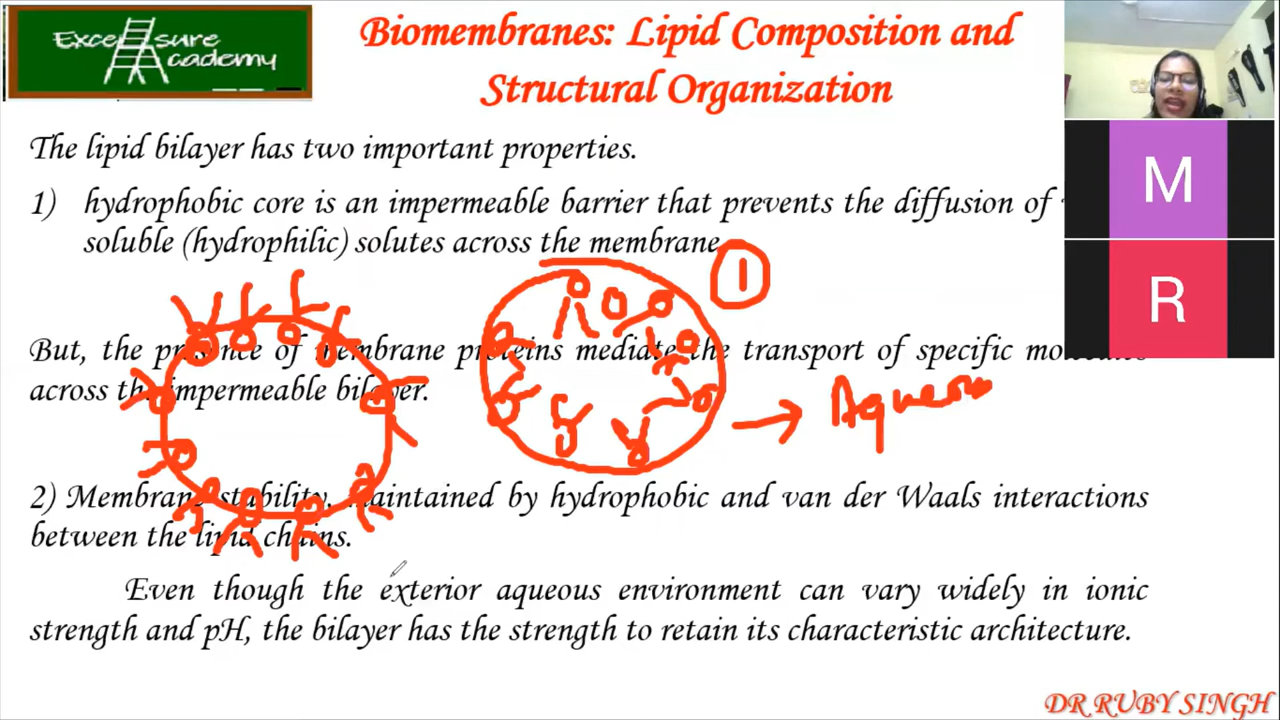 Excel sure
Academy
Biomembranes: Lipid Composition and
Structural Organization
The lipid bilayer has two important properties.
1) hydrophobic core is an impermeable barrier that prevents the diffusion of
soluble (hydrophilic) solutes across the membrane
1
But, the presence of membrane proteins mediate the transport of specific molecules
across the impermeable bilayer.
→ Aqueous
2) Membrane stability, maintained by hydrophobic and van der Waals interactions
between the lipid chains.
Even though the exterior aqueous environment can vary widely in ionic
strength and pH, the bilayer has the strength to retain its characteristic architecture.
M
R
DR RUBY SINGH